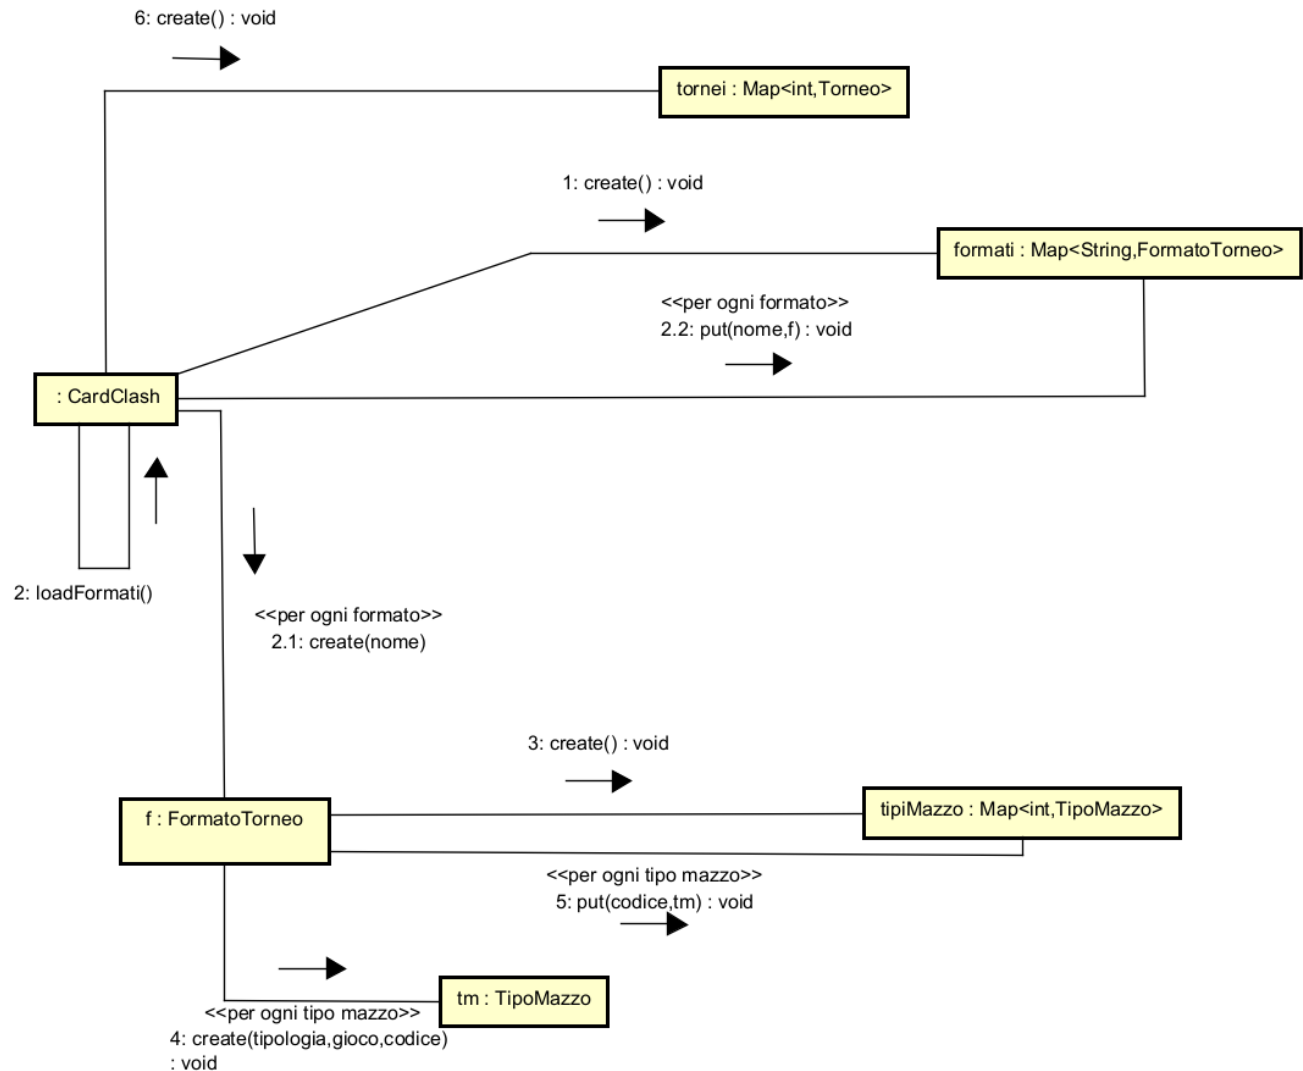 6: create() : void
tornei : Map<int,Torneo>
1: create() : void
formati : Map<String,FormatoTorneo>
<<per ogni formato>>
2.2: put(nome,f) : void
: CardClash
2: loadFormati()
<<per ogni formato>>
2.1: create(nome)
3: create() : void
f : FormatoTorneo
tipiMazzo : Map<int,TipoMazzo>
<<per ogni tipo mazzo>>
5: put(codice,tm) : void
tm : TipoMazzo
<<per ogni tipo mazzo>>
4: create(tipologia,gioco,codice)
: void